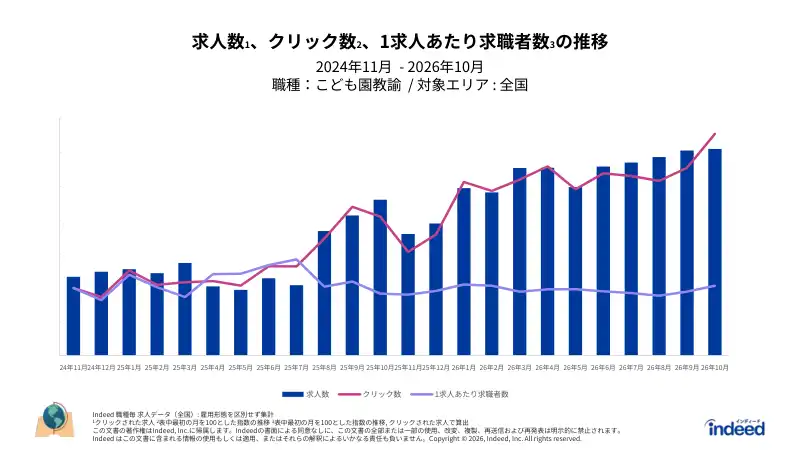 求人数1、クリック数2、1求人あたり求職者数3の推移
2024年11月 - 2026年10月
職種：こども園教諭 / 対象エリア : 全国
24年11月 24年12月 25年1月 25年2月 25年3月 25年4月 25年5月 25年6月 25年7月 25年8月 25年9月 25年10月 25年11月 25年12月 26年1月 26年2月 26年3月 26年4月 26年5月 26年6月 26年7月 26年8月 26年9月 26年10月
求人数 クリック数 1求人あたり求職者数
Indeed 職種毎 求人データ（全国）: 雇用形態を区別せず集計
¹クリックされた求人 ²表中最初の月を100とした指数の推移 ³表中最初の月を100とした指数の推移, クリックされた求人で算出
この文書の著作権はIndeed, Inc.に帰属します。Indeedの書面による同意なしに、この文書の全部または一部の使用、改変、複製、再送信および再発表は明示的に禁止されます。
Indeed はこの文書に含まれる情報の使用もしくは適用、またはそれらの解釈によるいかなる責任も負いません。Copyright © 2026, Indeed, Inc. All rights reserved.
インディード
indeed